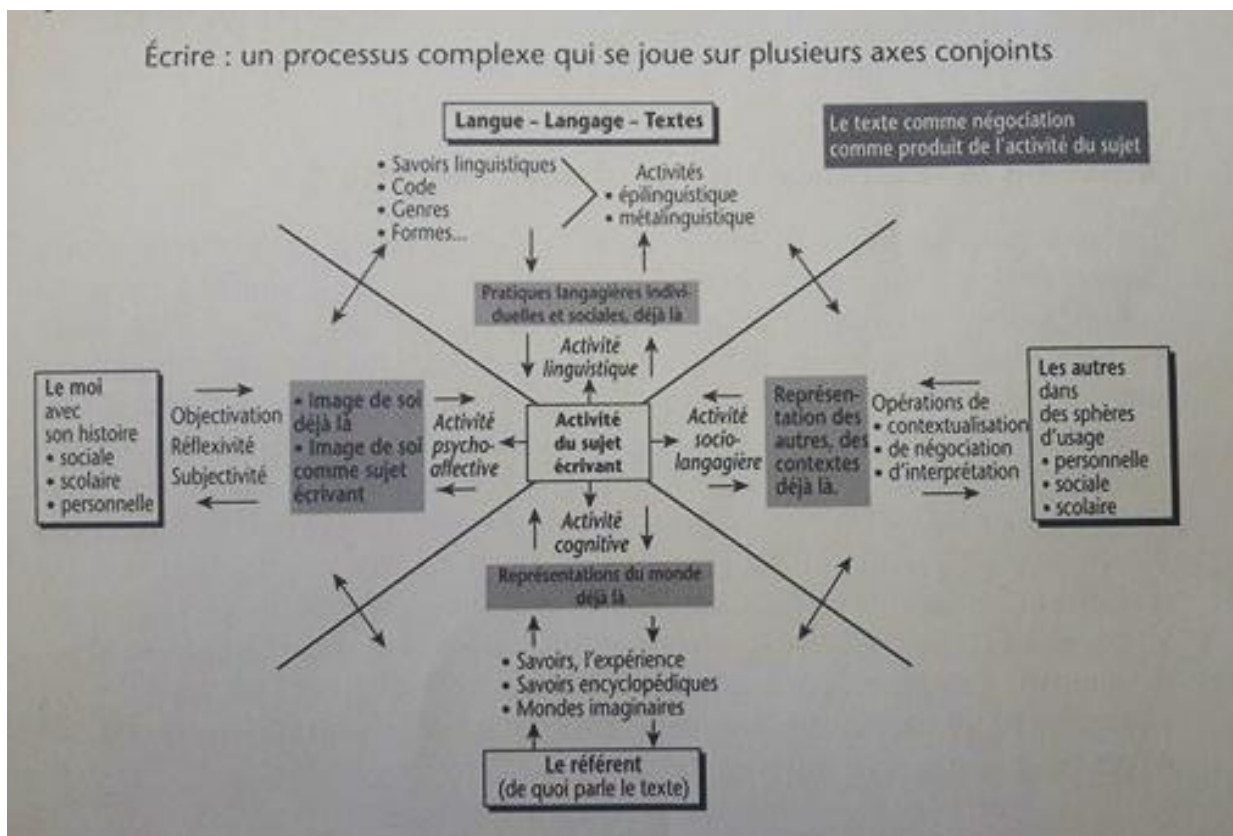 Écrire : un processus complexe qui se joue sur plusieurs axes conjoints
Langue – Langage – Textes
Le texte comme négociation
comme produit de l'activité du sujet
• Savoirs linguistiques
• Code
• Genres
• Formes...
Activités
• épilinguistique
• métalinguistique
Pratiques langagières indivi-
duelles et sociales, déjà là
Activité
linguistique
Le moi
avec
son histoire
• sociale
• scolaire
• personnelle
Objectivation
Réflexivité
Subjectivité
• Image de soi
déjà là
• Image de soi
comme sujet
écrivant
Activité
psycho-
affective
Activité
du sujet
écrivant
Activité
socio-
langagière
Représen-
tation des
autres, des
contextes
déjà là.
Opérations de
• contextualisation
• de négociation
• d'interprétation
Les autres
dans
des sphères
d'usage
• personnelle
• sociale
• scolaire
Activité
cognitive
Représentations du monde
déjà là
• Savoirs, l'expérience
• Savoirs encyclopédiques
• Mondes imaginaires
Le référent
(de quoi parle le texte)